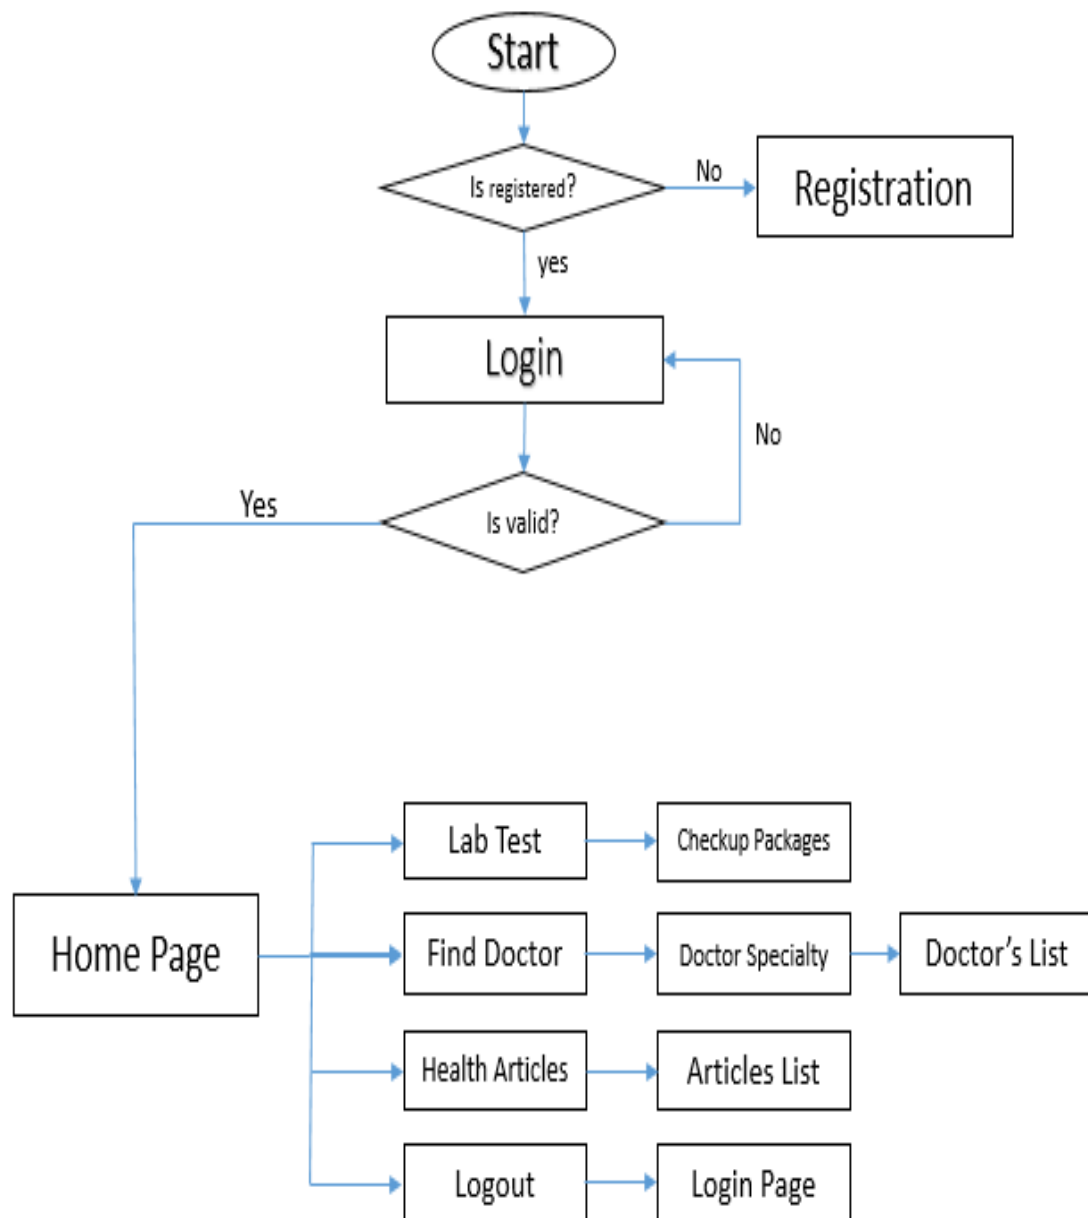 Start
Is registered?
No
Registration
yes
Login
No
Is valid?
Yes
Lab Test
Checkup Packages
Home Page
Find Doctor
Doctor Specialty
Doctor’s List
Health Articles
Articles List
Logout
Login Page